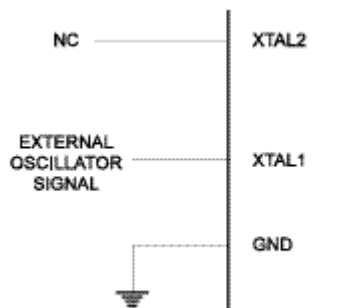 NC XTAL2
EXTERNAL
OSCILLATOR XTAL1
SIGNAL
GND